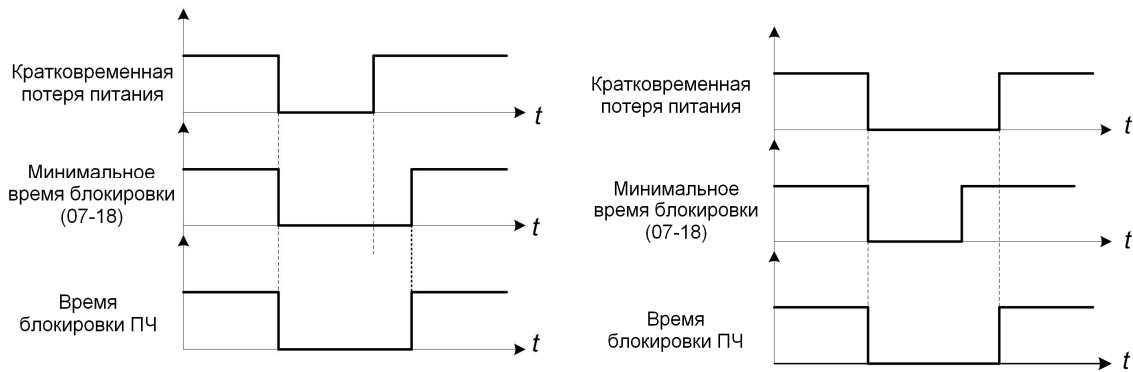 Кратковременная
потеря питания
t
Минимальное
время блокировки
(07-18)
t
Время
блокировки ПЧ
t
Кратковременная
потеря питания
t
Минимальное
время блокировки
(07-18)
t
Время
блокировки ПЧ
t